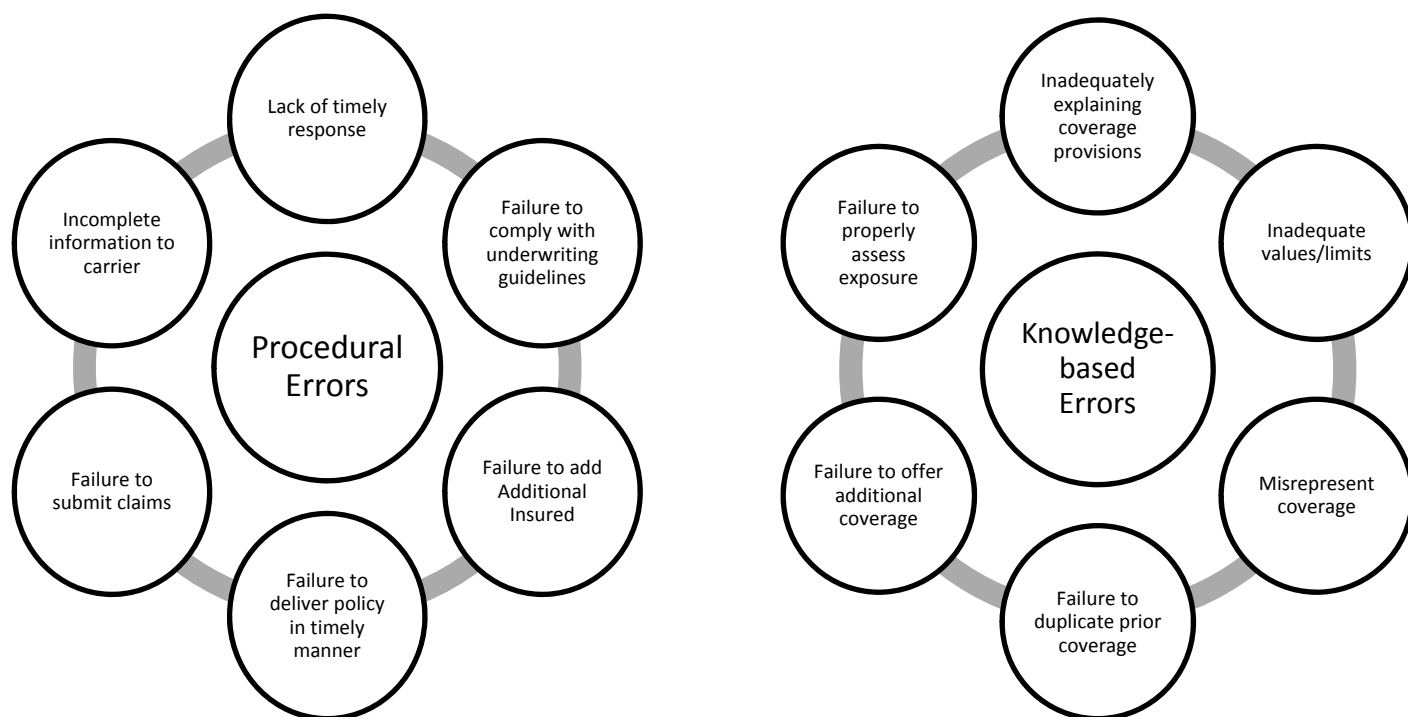 Lack of timely
response
Failure to
comply with
underwriting
guidelines
Failure to add
Additional
Insured
Failure to
deliver policy
in timely
manner
Failure to
submit claims
Incomplete
information to
carrier
Procedural
Errors
Inadequately
explaining
coverage
provisions
Inadequate
values/limits
Misrepresent
coverage
Failure to
duplicate prior
coverage
Failure to offer
additional
coverage
Failure to
properly
assess
exposure
Knowledge-
based
Errors